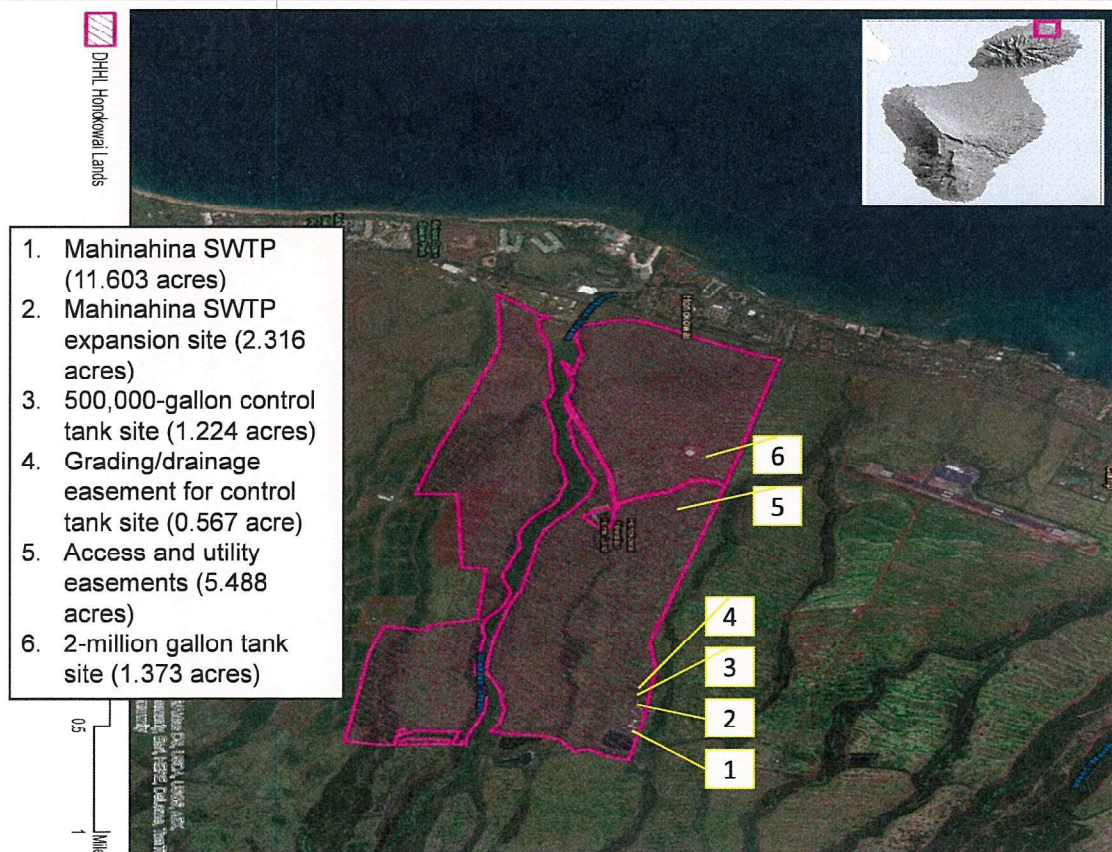 DHHL Honokowai Lands
1. Mahinahina SWTP
(11.603 acres)
2. Mahinahina SWTP
expansion site (2.316
acres)
3. 500,000-gallon control
tank site (1.224 acres)
4. Grading/drainage
easement for control
tank site (0.567 acre)
5. Access and utility
easements (5.488
acres)
6. 2-million gallon tank
site (1.373 acres)
6
5
4
3
2
1
0.5
1